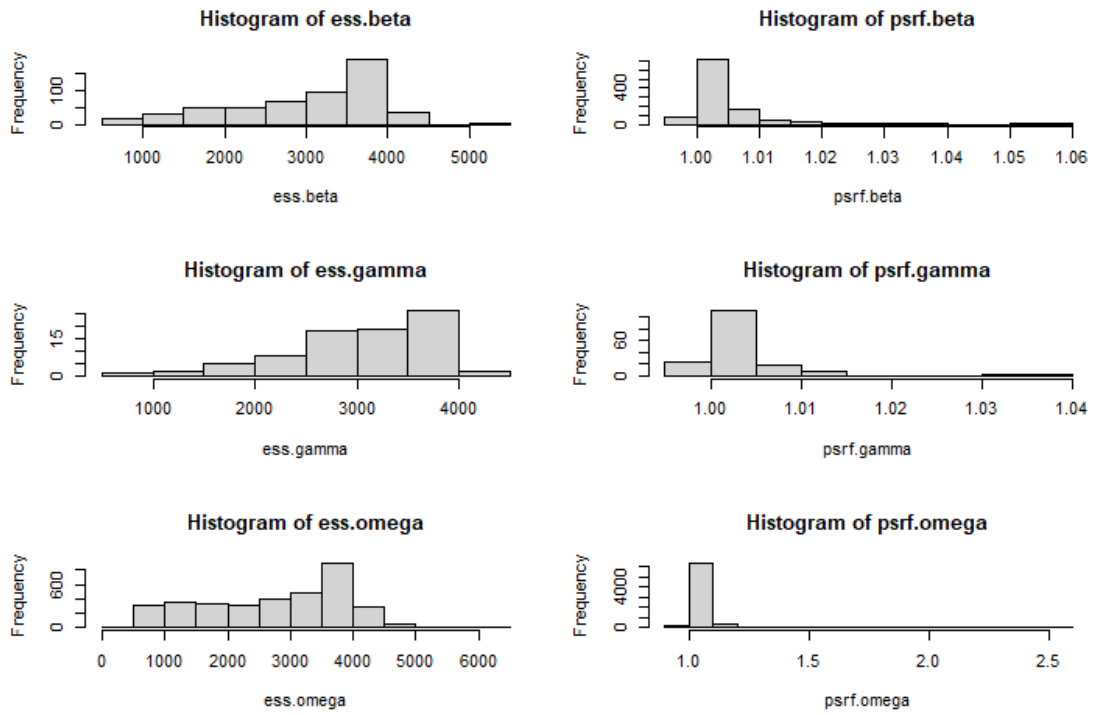 Histogram of ess.beta
Frequency
0 100
1000 2000 3000 4000 5000
ess.beta
Histogram of psrf.beta
Frequency
0 400
1.00 1.01 1.02 1.03 1.04 1.05 1.06
psrf.beta
Histogram of ess.gamma
Frequency
0 15
1000 2000 3000 4000
ess.gamma
Histogram of psrf.gamma
Frequency
0 60
1.00 1.01 1.02 1.03 1.04
psrf.gamma
Histogram of ess.omega
Frequency
0 600
0 1000 2000 3000 4000 5000 6000
ess.omega
Histogram of psrf.omega
Frequency
0 4000
1.0 1.5 2.0 2.5
psrf.omega